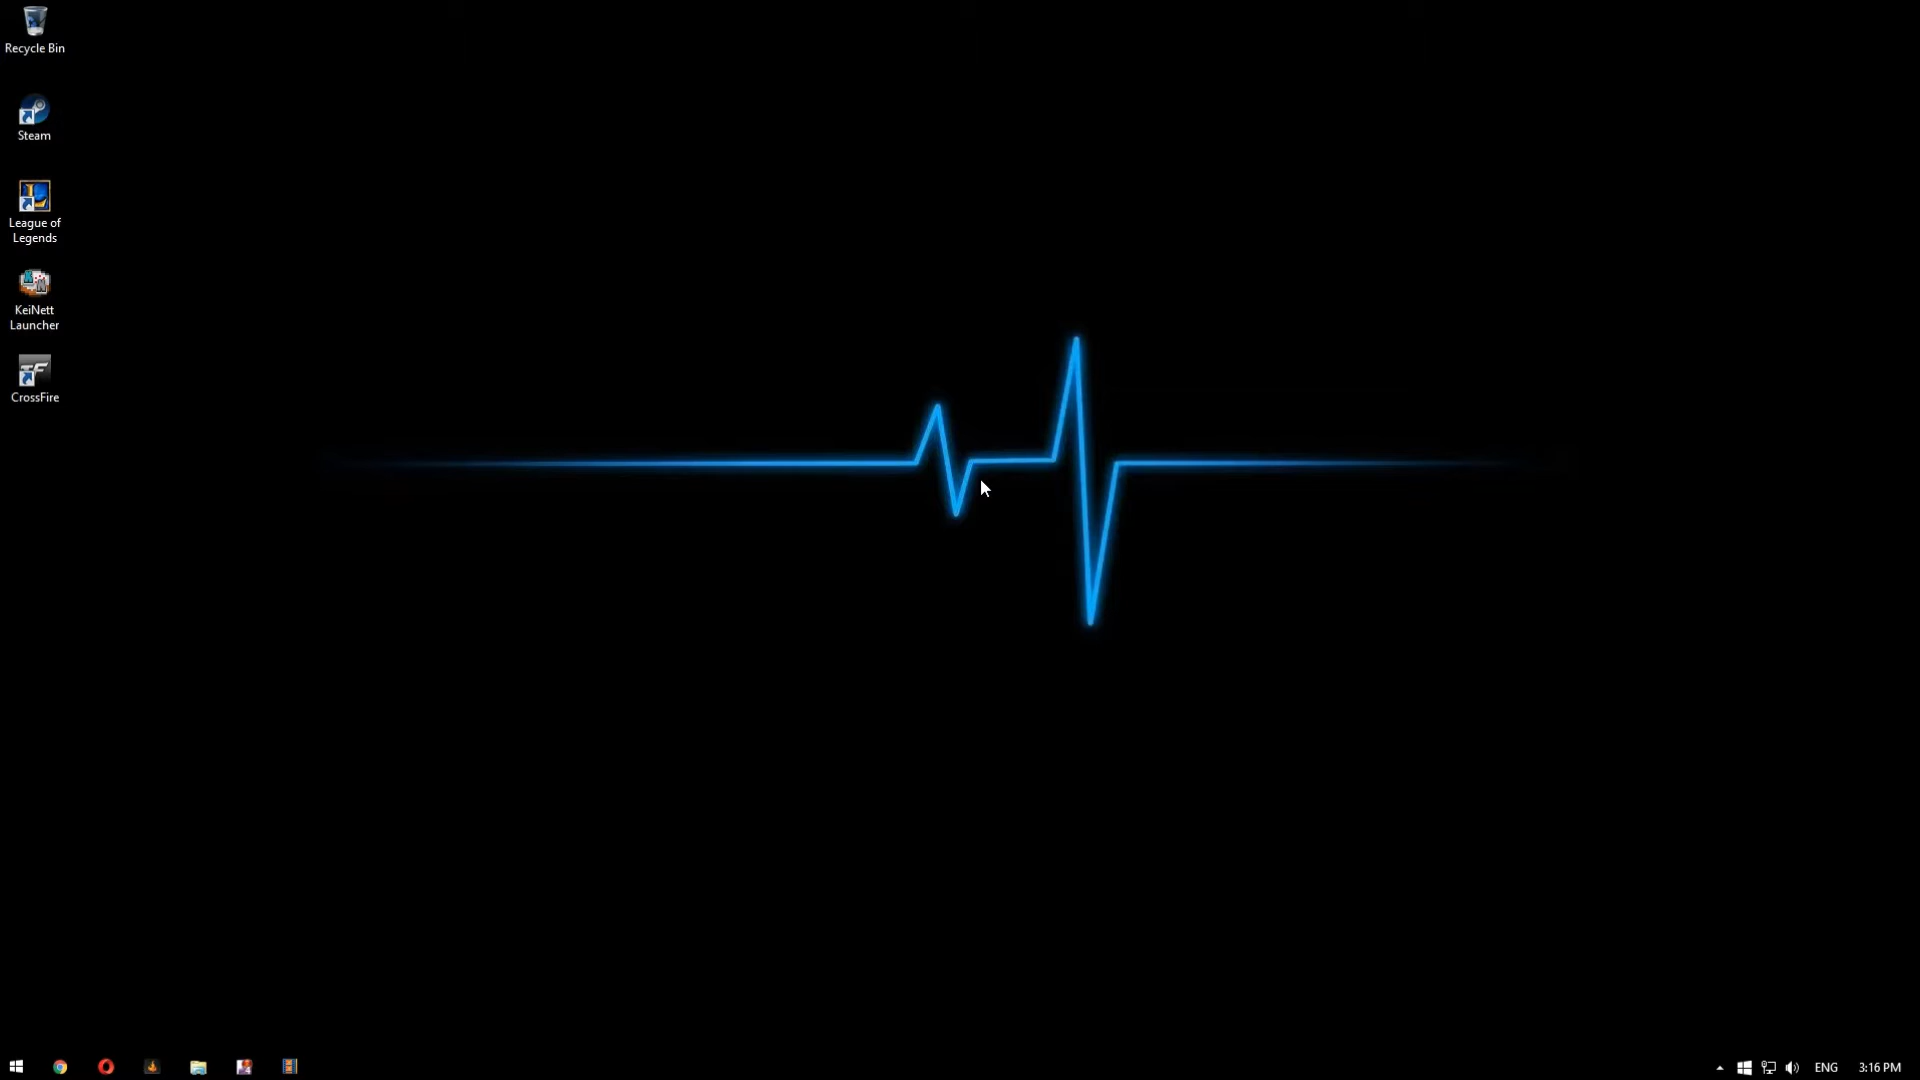 Recycle Bin
Steam
League of
Legends
KeiNett
Launcher
CrossFire
ENG
3:16 PM